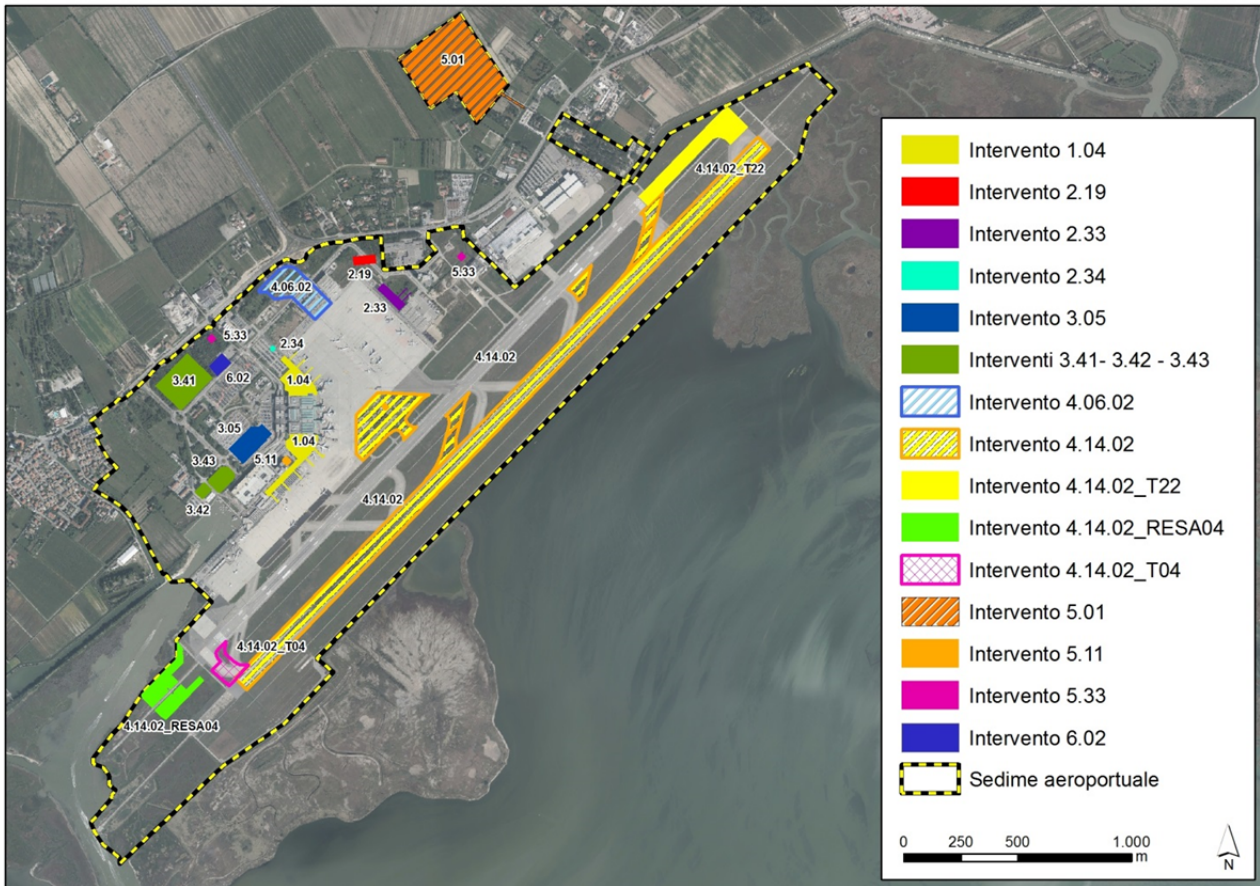 5.01
4.14.02_T22
2.19
5.33
4.06.02
2.33
5.33
2.34
4.14.02
6.02
3.41
1.04
3.05
1.04
3.43
5.11
4.14.02
3.42
4.14.02_T04
4.14.02_RESA04
Intervento 1.04
Intervento 2.19
Intervento 2.33
Intervento 2.34
Intervento 3.05
Interventi 3.41- 3.42 - 3.43
Intervento 4.06.02
Intervento 4.14.02
Intervento 4.14.02_T22
Intervento 4.14.02_RESA04
Intervento 4.14.02_T04
Intervento 5.01
Intervento 5.11
Intervento 5.33
Intervento 6.02
Sedime aeroportuale
0 250 500 1.000
m
N